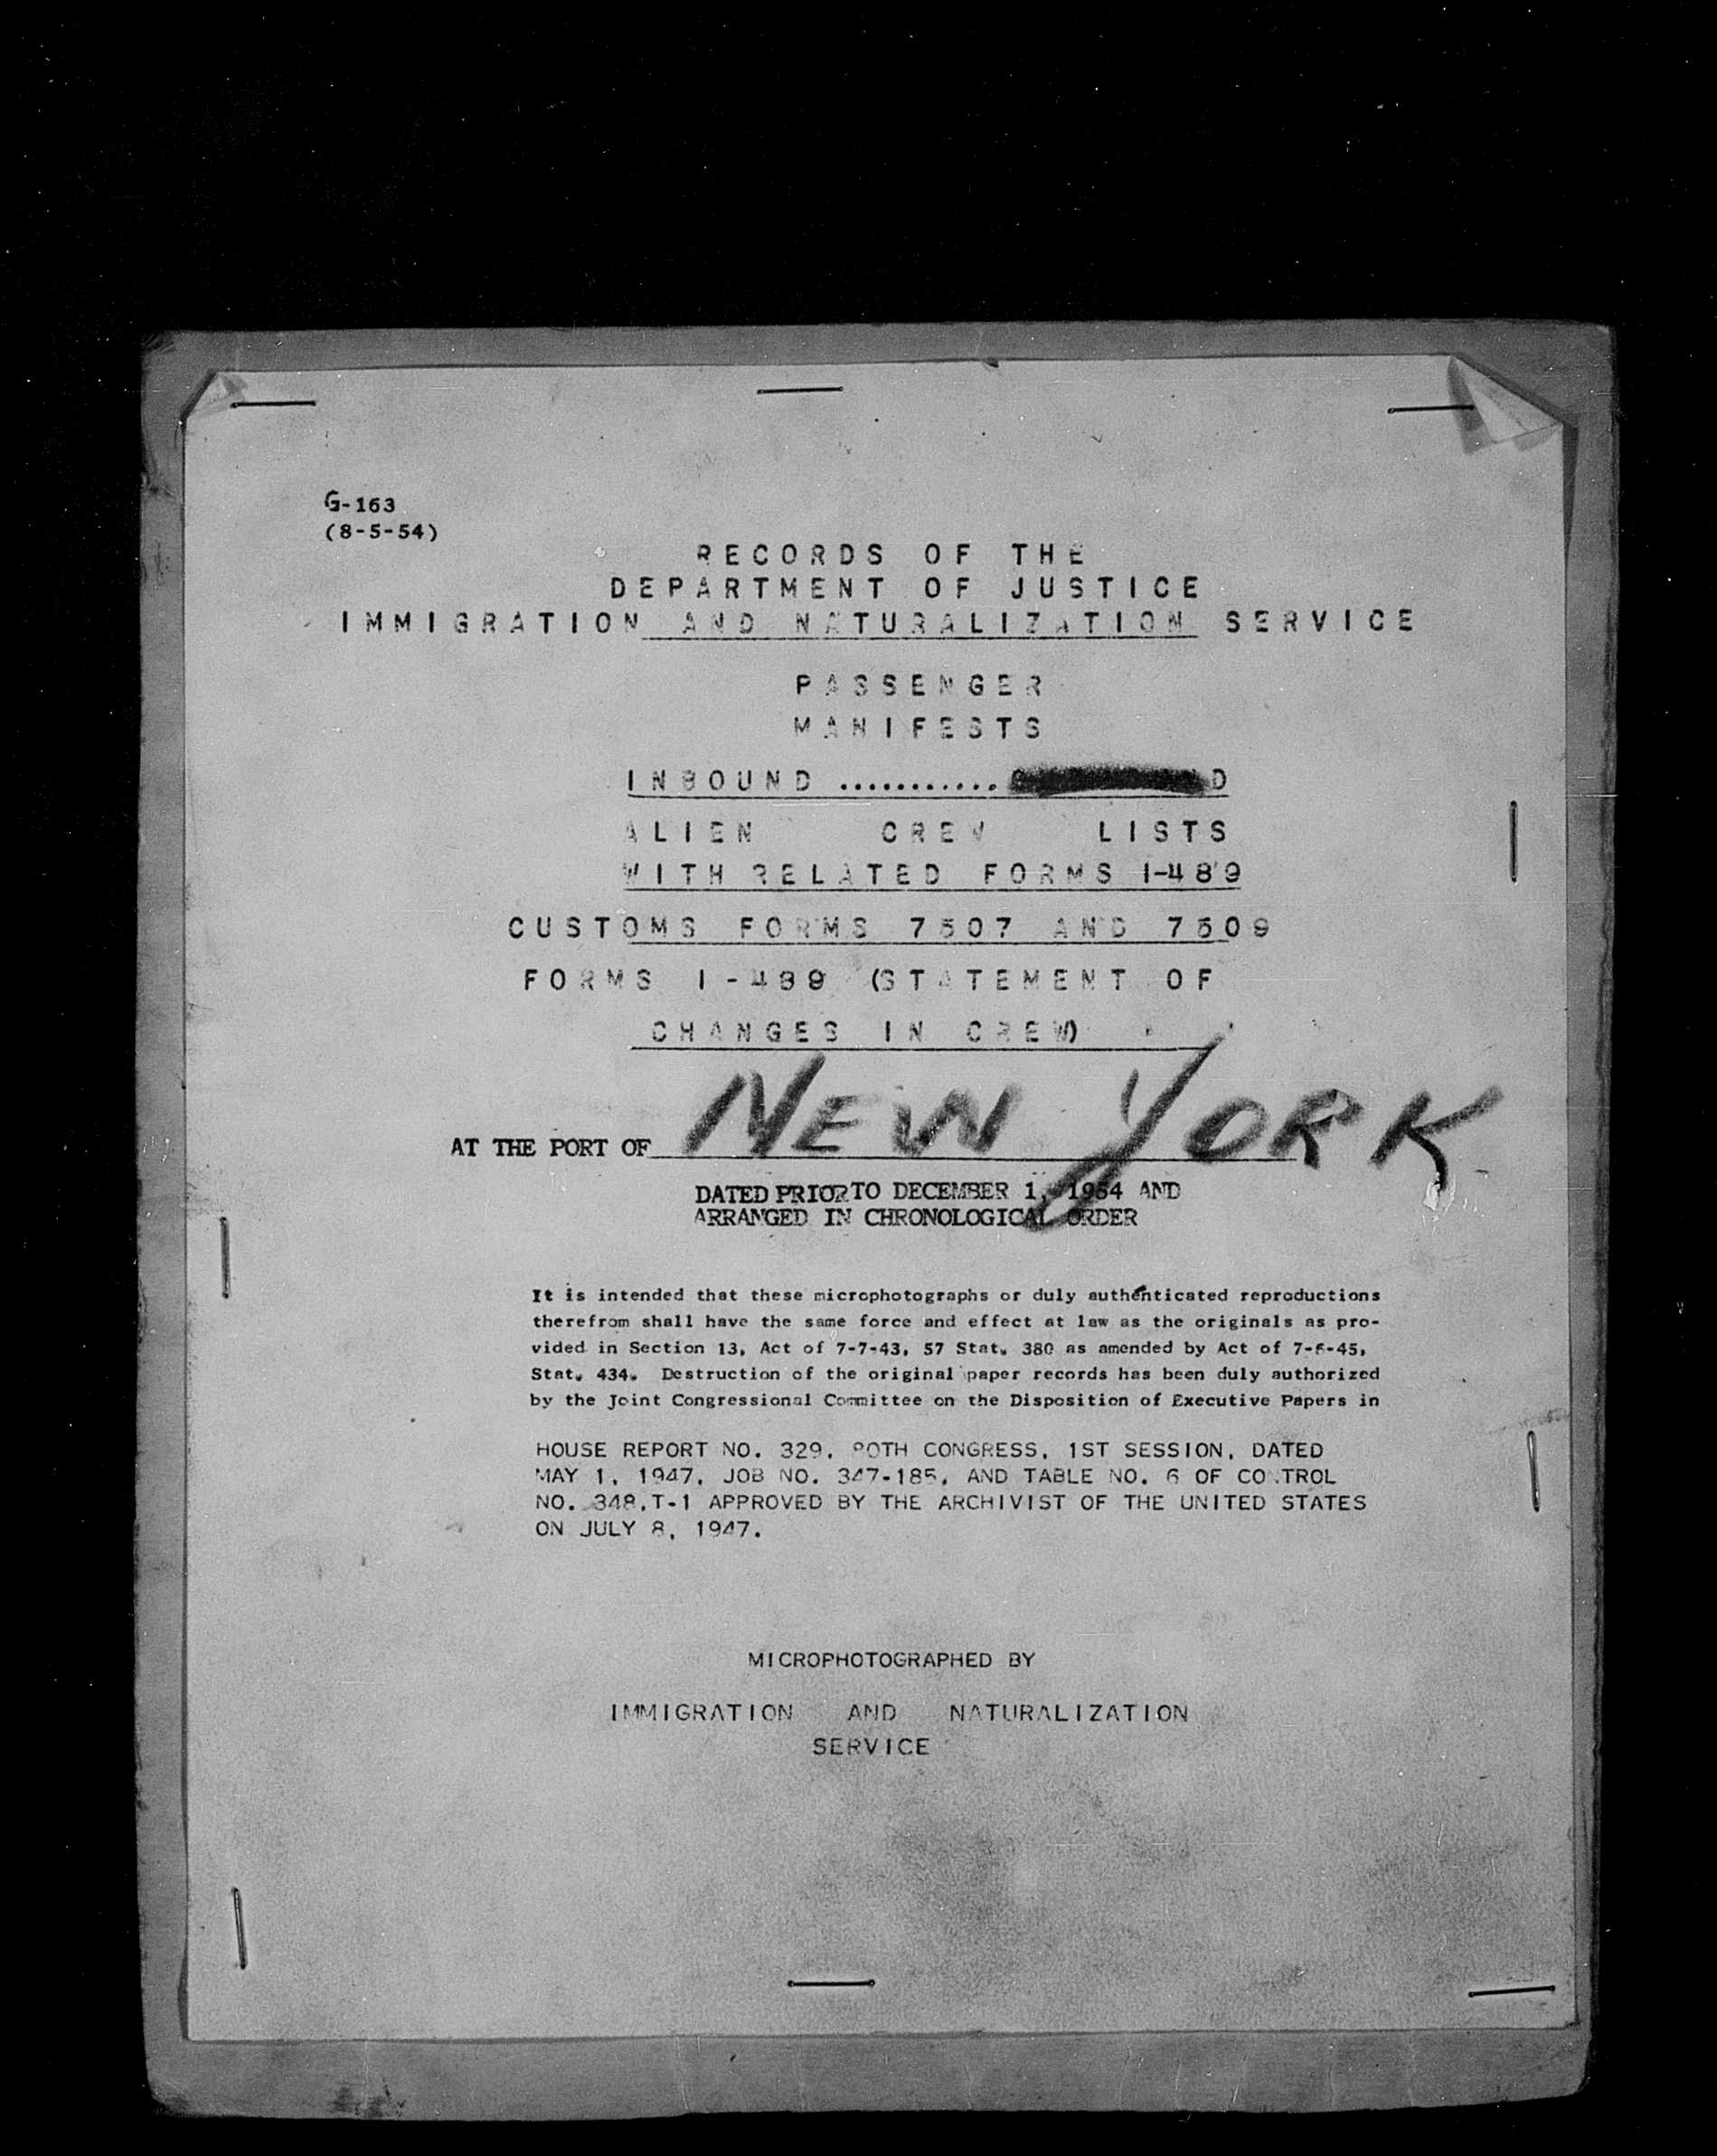 G-163
(8-5-54)
RECORDS OF THE
DEPARTMENT OF JUSTICE
IMMIGRATION AND NATURALIZATION SERVICE
PASSENGER
MANIFESTS
INBOUND ...........
ALIEN CREW LISTS
WITH RELATED FORMS I-489
CUSTOMS FORMS 7507 AND 7509
FORMS I-489 (STATEMENT OF
CHANGES IN CREW)
AT THE PORT OF NEW YORK
DATED PRIOR TO DECEMBER 1, 1954 AND
ARRANGED IN CHRONOLOGICAL ORDER
It is intended that these microphotographs or duly authenticated reproductions
therefrom shall have the same force and effect at law as the originals as pro-
vided in Section 13, Act of 7-7-43, 57 Stat. 380 as amended by Act of 7-6-45,
Stat. 434. Destruction of the original paper records has been duly authorized
by the Joint Congressional Committee on the Disposition of Executive Papers in
HOUSE REPORT NO. 329, 80TH CONGRESS, 1ST SESSION, DATED
MAY 1, 1947, JOB NO. 347-185, AND TABLE NO. 6 OF CONTROL
NO. 348,T-1 APPROVED BY THE ARCHIVIST OF THE UNITED STATES
ON JULY 8, 1947.
MICROPHOTOGRAPHED BY
IMMIGRATION AND NATURALIZATION
SERVICE